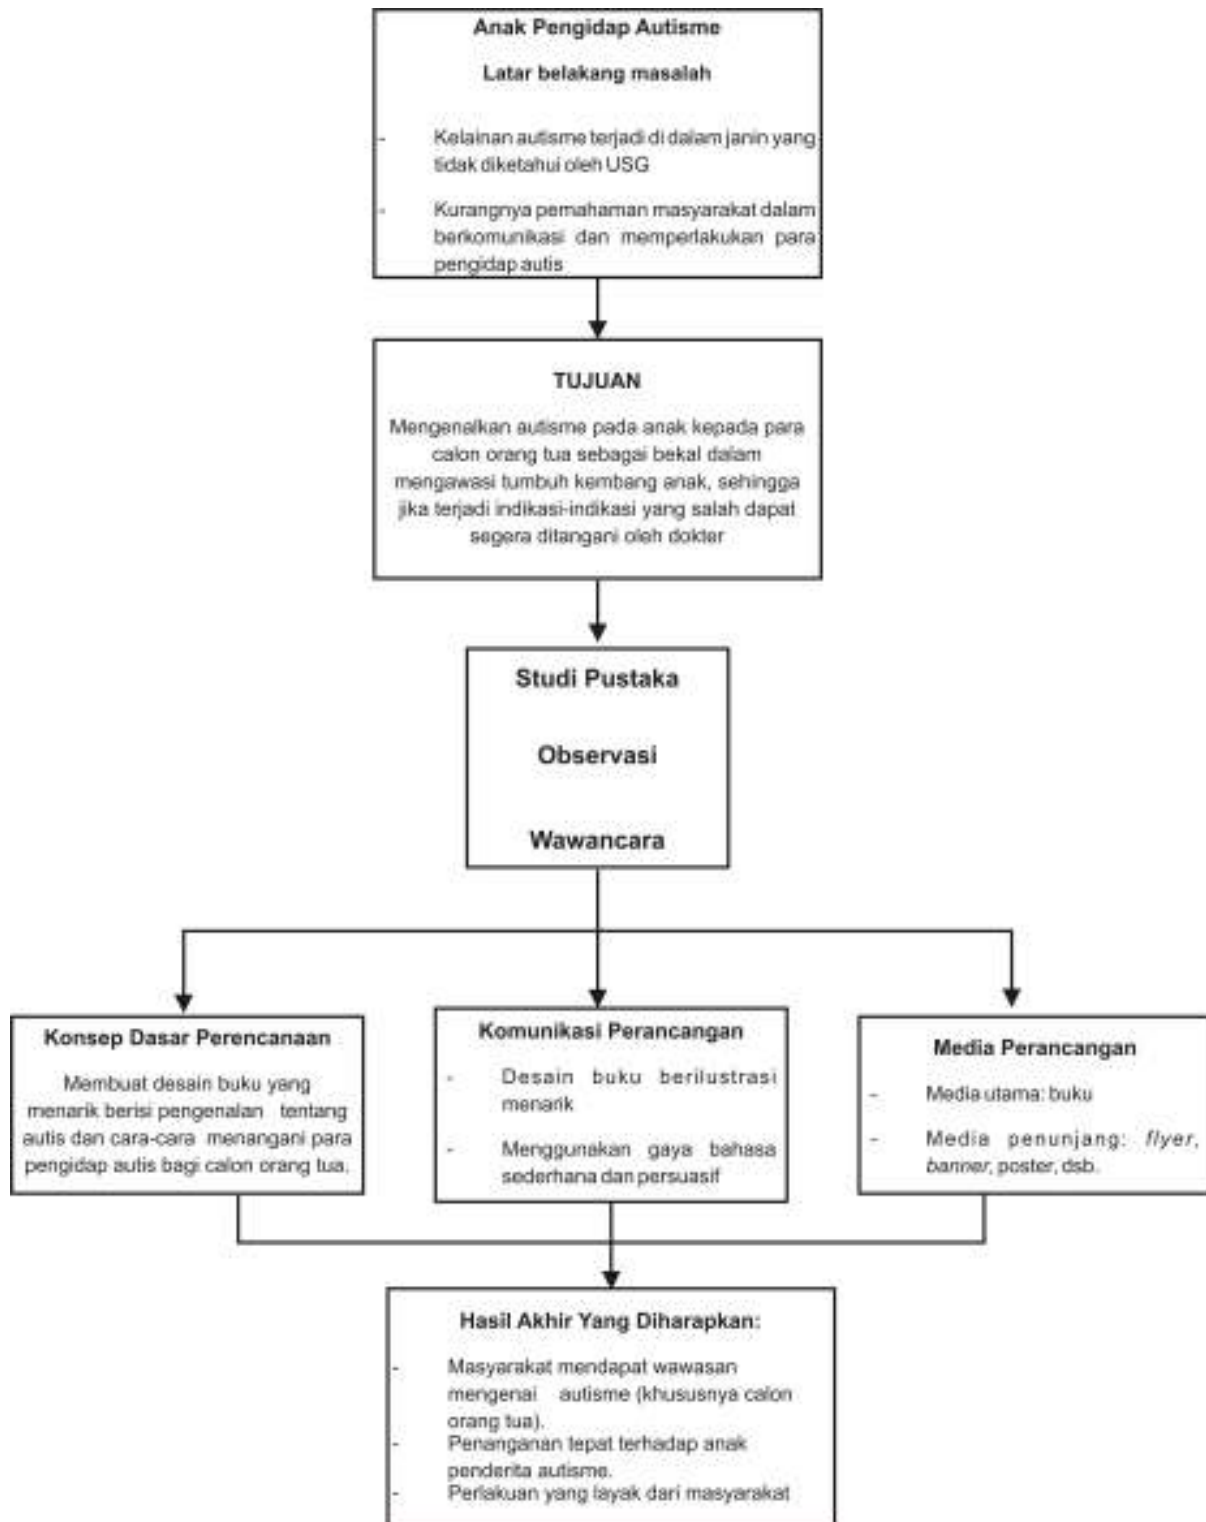 Anak Pengidap Autisme
Latar belakang masalah
- Kelainan autisme terjadi di dalam janin yang
tidak diketahui oleh USG
- Kurangnya pemahaman masyarakat dalam
berkomunikasi dan memperlakukan para
pengidap autis
TUJUAN
Mengenalkan autisme pada anak kepada para
calon orang tua sebagai bekal dalam
mengawasi tumbuh kembang anak, sehingga
jika terjadi indikasi-indikasi yang salah dapat
segera ditangani oleh dokter
Studi Pustaka
Observasi
Wawancara
Konsep Dasar Perencanaan
Membuat desain buku yang
menarik berisi pengenalan tentang
autis dan cara-cara menangani para
pengidap autis bagi calon orang tua.
Komunikasi Perancangan
- Desain buku berilustrasi
menarik
- Menggunakan gaya bahasa
sederhana dan persuasif
Media Perancangan
- Media utama: buku
- Media penunjang: flyer,
banner, poster, dsb.
Hasil Akhir Yang Diharapkan:
- Masyarakat mendapat wawasan
mengenai autisme (khususnya calon
orang tua).
- Penanganan tepat terhadap anak
penderita autisme.
- Perlakuan yang layak dari masyarakat